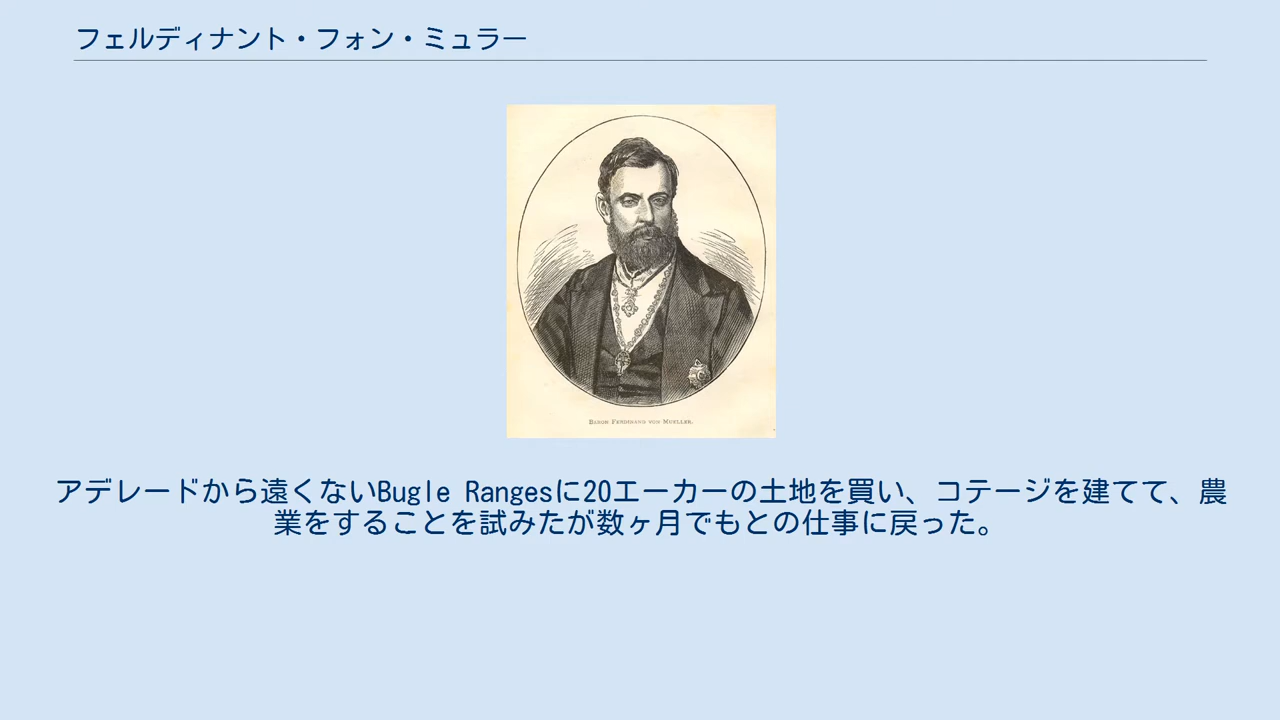 フェルディナント・フォン・ミュラー
BARON FERDINAND VON MUELLER.
アデレードから遠くないBugle Rangesに20エーカーの土地を買い、コテージを建てて、農
業をすることを試みたが数ヶ月でもとの仕事に戻った。